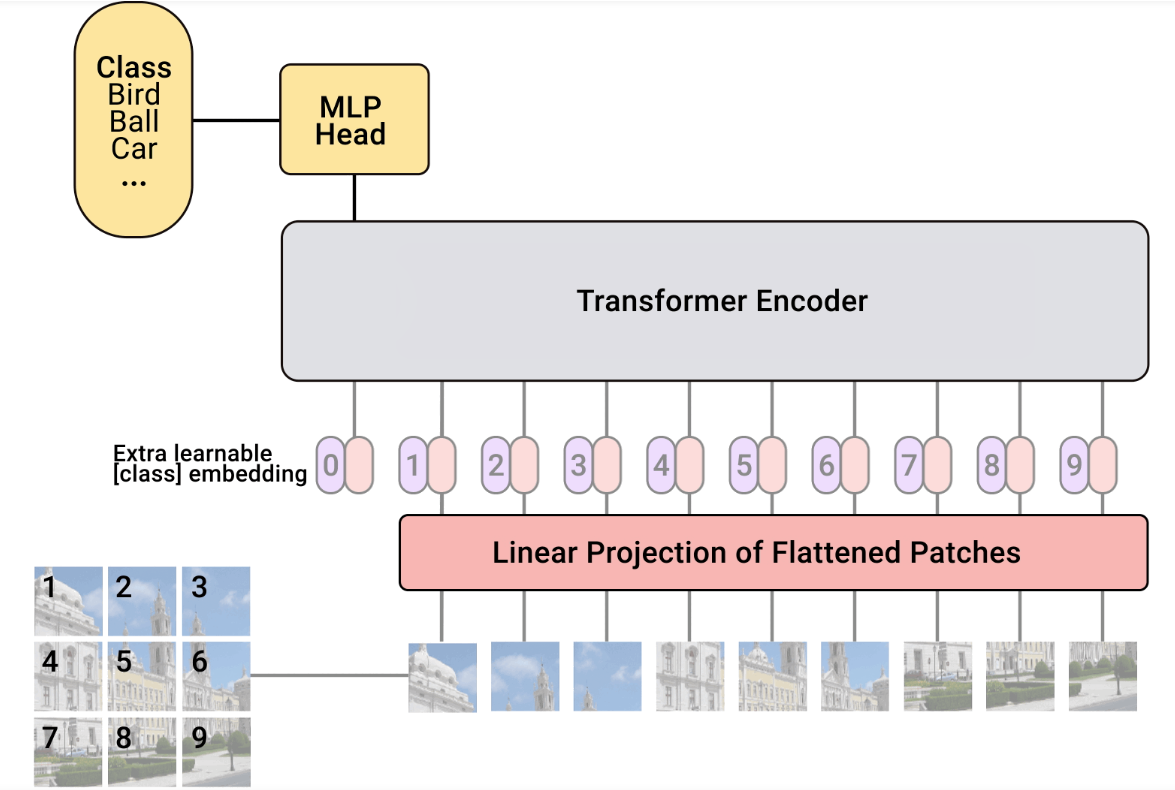 Class
Bird
Ball
Car
...
MLP
Head
Transformer Encoder
Extra learnable
[class] embedding
0 1 2 3 4 5 6 7 8 9
Linear Projection of Flattened Patches
1 2 3
4 5 6
7 8 9